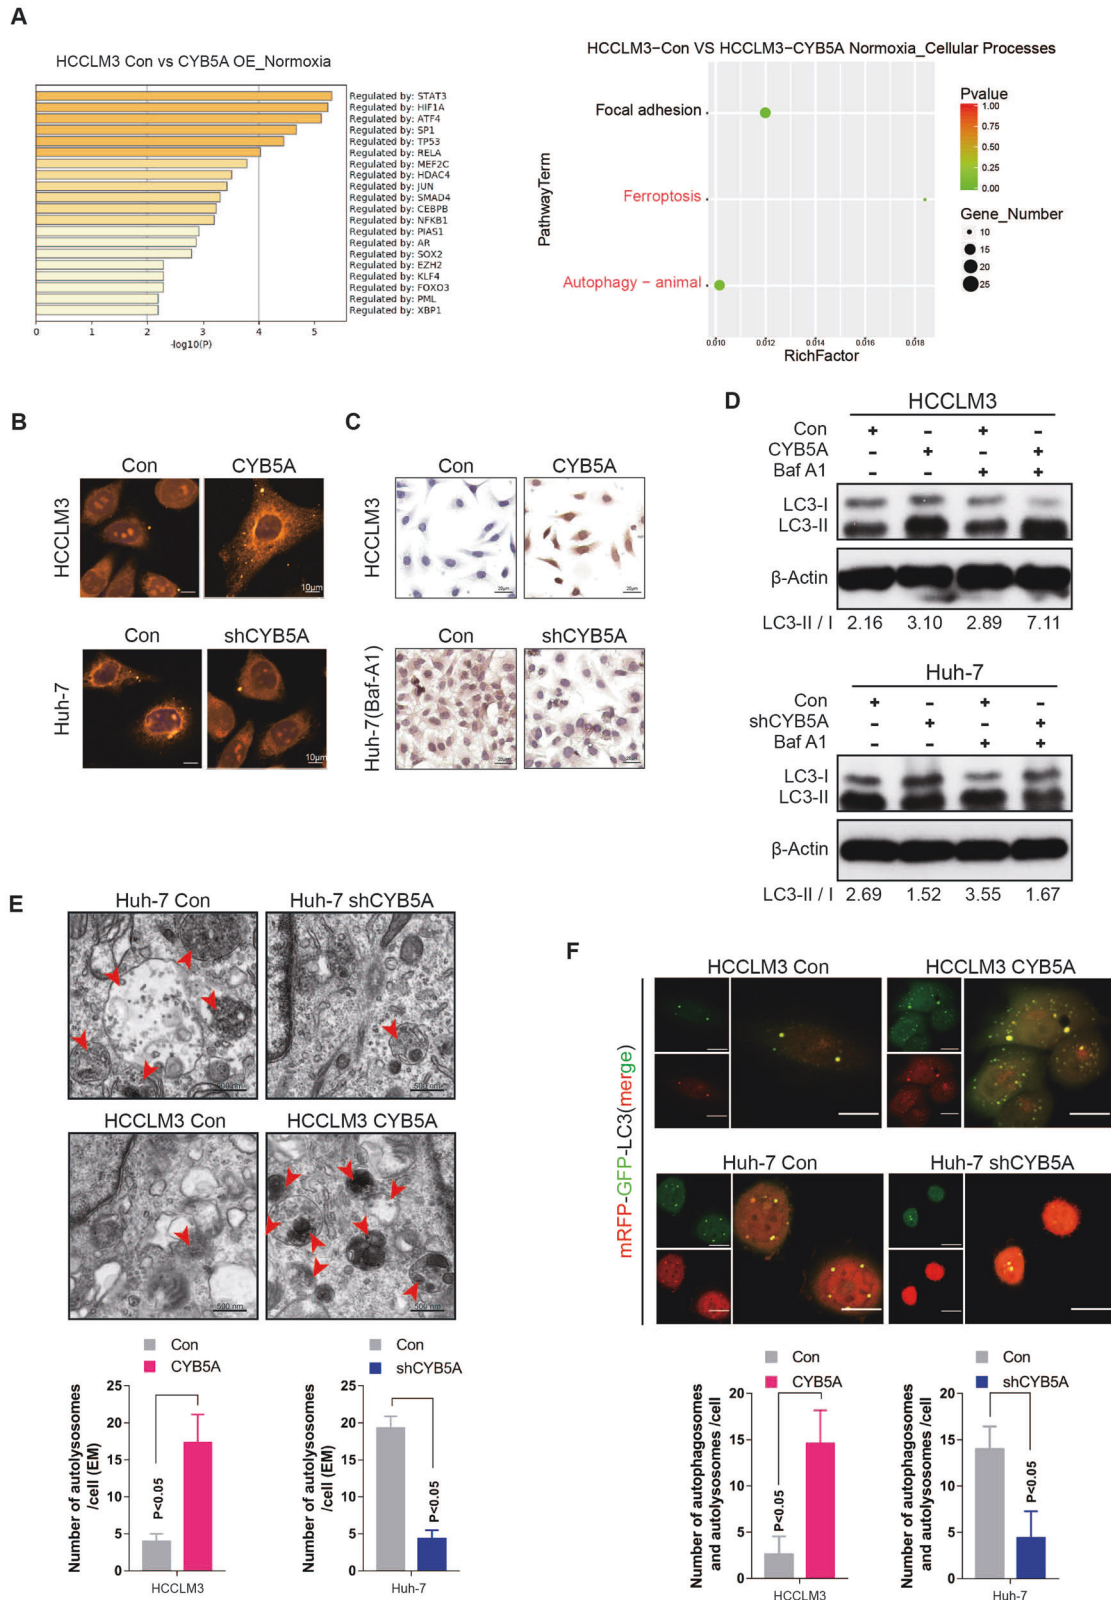 A
HCCLM3 Con vs CYB5A OE_Normoxia
Regulated by: STAT3
Regulated by: HIF1A
Regulated by: ATF4
Regulated by: SP1
Regulated by: TP53
Regulated by: RELA
Regulated by: MEF2C
Regulated by: HDAC4
Regulated by: JUN
Regulated by: SMAD4
Regulated by: CEBPB
Regulated by: NFKB1
Regulated by: PIAS1
Regulated by: AR
Regulated by: SOX2
Regulated by: EZH2
Regulated by: KLF4
Regulated by: FOXO3
Regulated by: PML
Regulated by: XBP1
0 1 2 3 4 5
-log10(P)
HCCLM3−Con VS HCCLM3−CYB5A Normoxia_Cellular Processes
PathwayTerm
Focal adhesion
Ferroptosis
Autophagy − animal
0.010 0.012 0.014 0.016 0.018
RichFactor
Pvalue
1.00
0.75
0.50
0.25
0.00
Gene_Number
10
15
20
25
B
Con CYB5A
HCCLM3
10μm
Con shCYB5A
Huh-7
10μm
C
Con CYB5A
HCCLM3
20μm 20μm
Con shCYB5A
Huh-7(Baf-A1)
20μm 20μm
D
HCCLM3
Con + - + -
CYB5A - + - +
Baf A1 - - + +
LC3-I
LC3-II
β-Actin
LC3-II / I 2.16 3.10 2.89 7.11
Huh-7
Con + - + -
shCYB5A - + - +
Baf A1 - - + +
LC3-I
LC3-II
β-Actin
LC3-II / I 2.69 1.52 3.55 1.67
E
Huh-7 Con Huh-7 shCYB5A
500 nm 500 nm
HCCLM3 Con HCCLM3 CYB5A
500 nm 500 nm
Con
CYB5A
Number of autolysosomes
/cell (EM)
25
20
15
10
5
0
P<0.05
HCCLM3
Con
shCYB5A
Number of autolysosomes
/cell (EM)
25
20
15
10
5
0
P<0.05
Huh-7
F
mRFP-GFP-LC3(merge)
HCCLM3 Con HCCLM3 CYB5A
Huh-7 Con Huh-7 shCYB5A
Con
CYB5A
Number of autophagosomes
and autolysosomes /cell
20
15
10
5
0
P<0.05
HCCLM3
Con
shCYB5A
Number of autophagosomes
and autolysosomes /cell
20
15
10
5
0
P<0.05
Huh-7